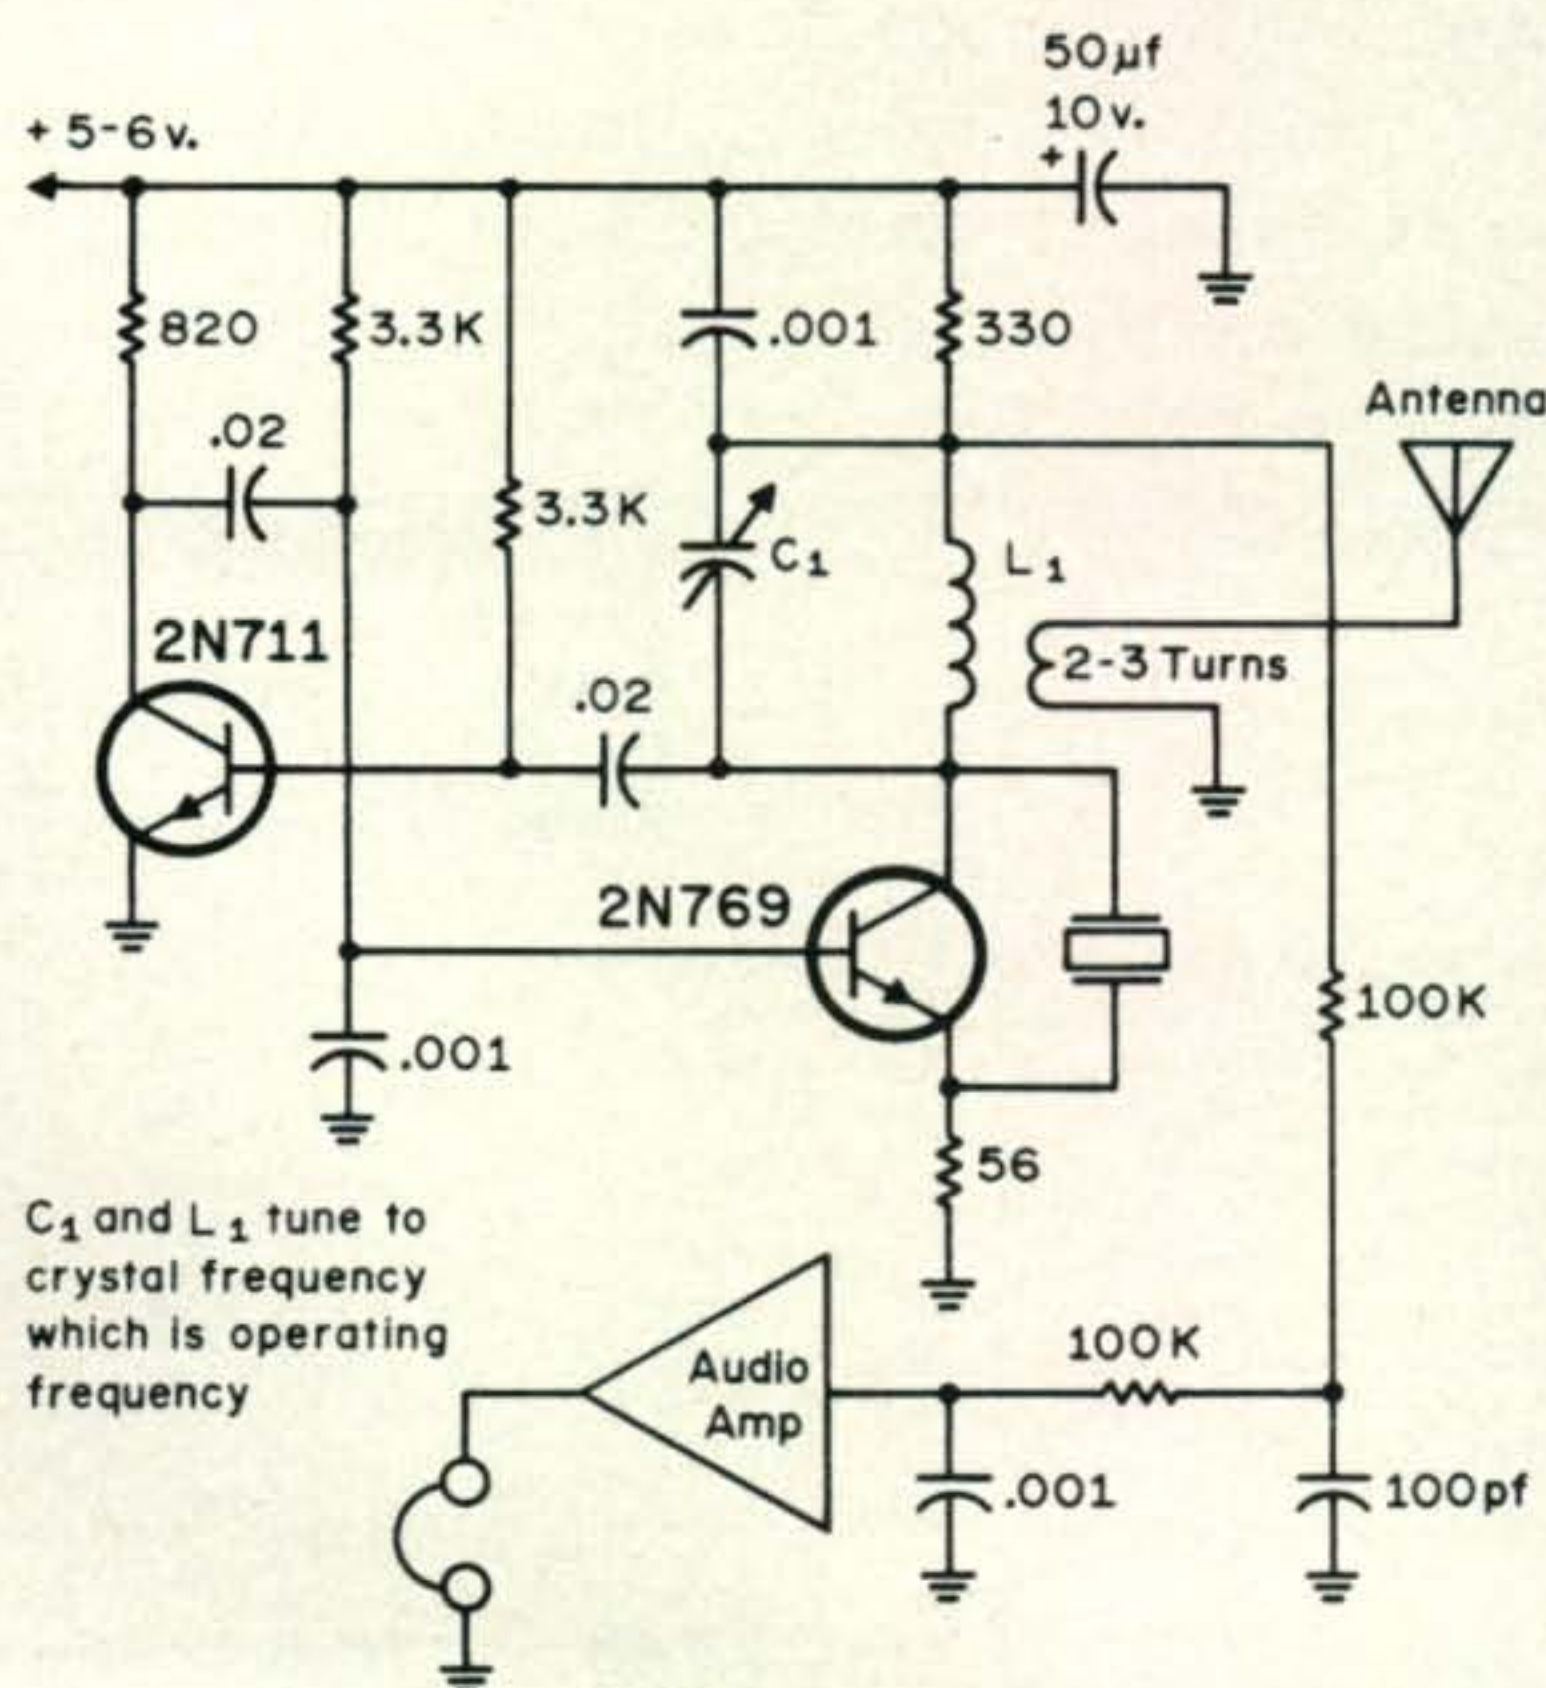 50µf
10v.
+
+ 5-6v.
820
3.3K
.001
330
Antenna
.02
3.3K
C1
L1
2N711
2-3 Turns
.02
2N769
100K
.001
56
C1 and L1 tune to
crystal frequency
which is operating
frequency
100K
Audio
Amp
.001
100pf